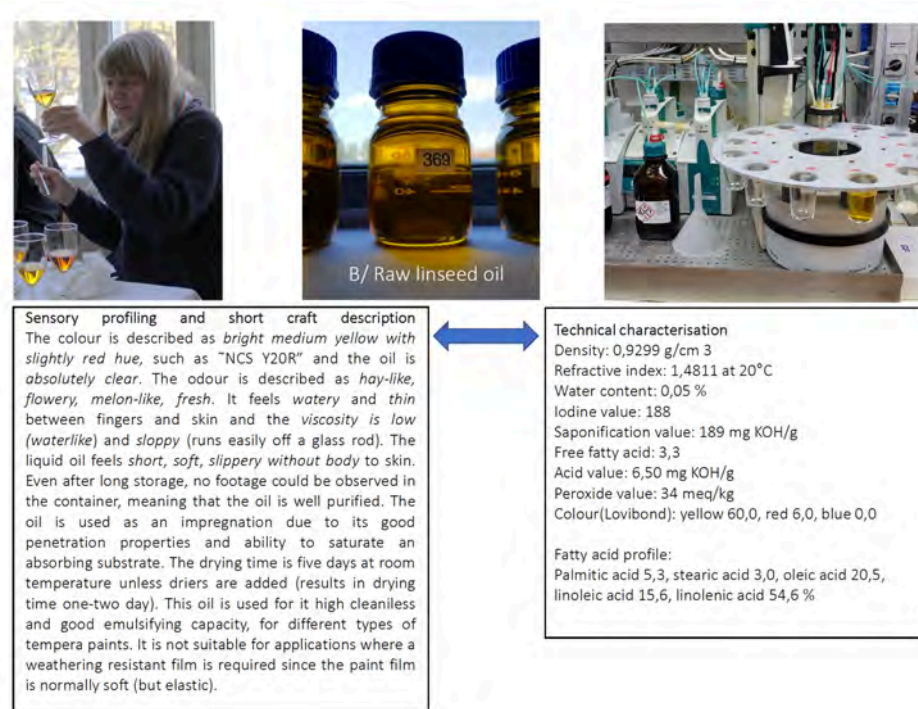 369
B/ Raw linseed oil
Sensory profiling and short craft description
The colour is described as bright medium yellow with
slightly red hue, such as ˜NCS Y20R” and the oil is
absolutely clear. The odour is described as hay-like,
flowery, melon-like, fresh. It feels watery and thin
between fingers and skin and the viscosity is low
(waterlike) and sloppy (runs easily off a glass rod). The
liquid oil feels short, soft, slippery without body to skin.
Even after long storage, no footage could be observed in
the container, meaning that the oil is well purified. The
oil is used as an impregnation due to its good
penetration properties and ability to saturate an
absorbing substrate. The drying time is five days at room
temperature unless driers are added (results in drying
time one-two day). This oil is used for it high cleaniless
and good emulsifying capacity, for different types of
tempera paints. It is not suitable for applications where a
weathering resistant film is required since the paint film
is normally soft (but elastic).
Technical characterisation
Density: 0,9299 g/cm 3
Refractive index: 1,4811 at 20°C
Water content: 0,05 %
Iodine value: 188
Saponification value: 189 mg KOH/g
Free fatty acid: 3,3
Acid value: 6,50 mg KOH/g
Peroxide value: 34 meq/kg
Colour(Lovibond): yellow 60,0, red 6,0, blue 0,0
Fatty acid profile:
Palmitic acid 5,3, stearic acid 3,0, oleic acid 20,5,
linoleic acid 15,6, linolenic acid 54,6 %